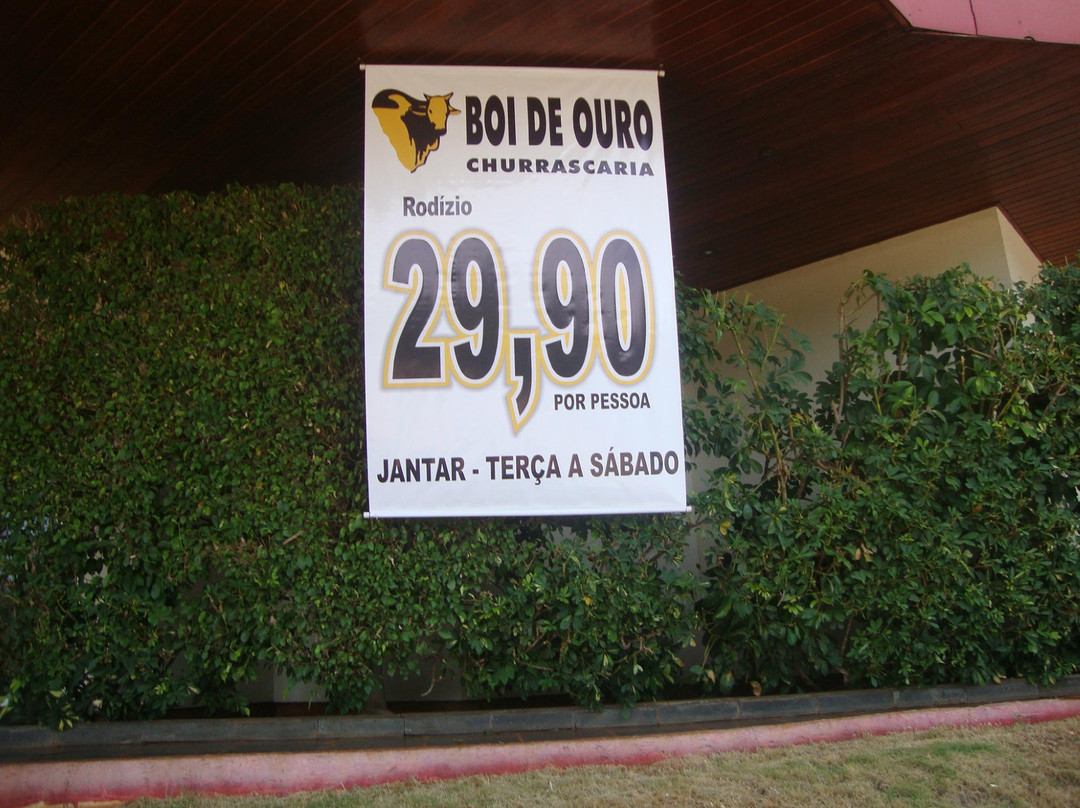 BOI DE OURO
CHURRASCARIA
Rodízio
29,90
POR PESSOA
JANTAR - TERÇA A SÁBADO